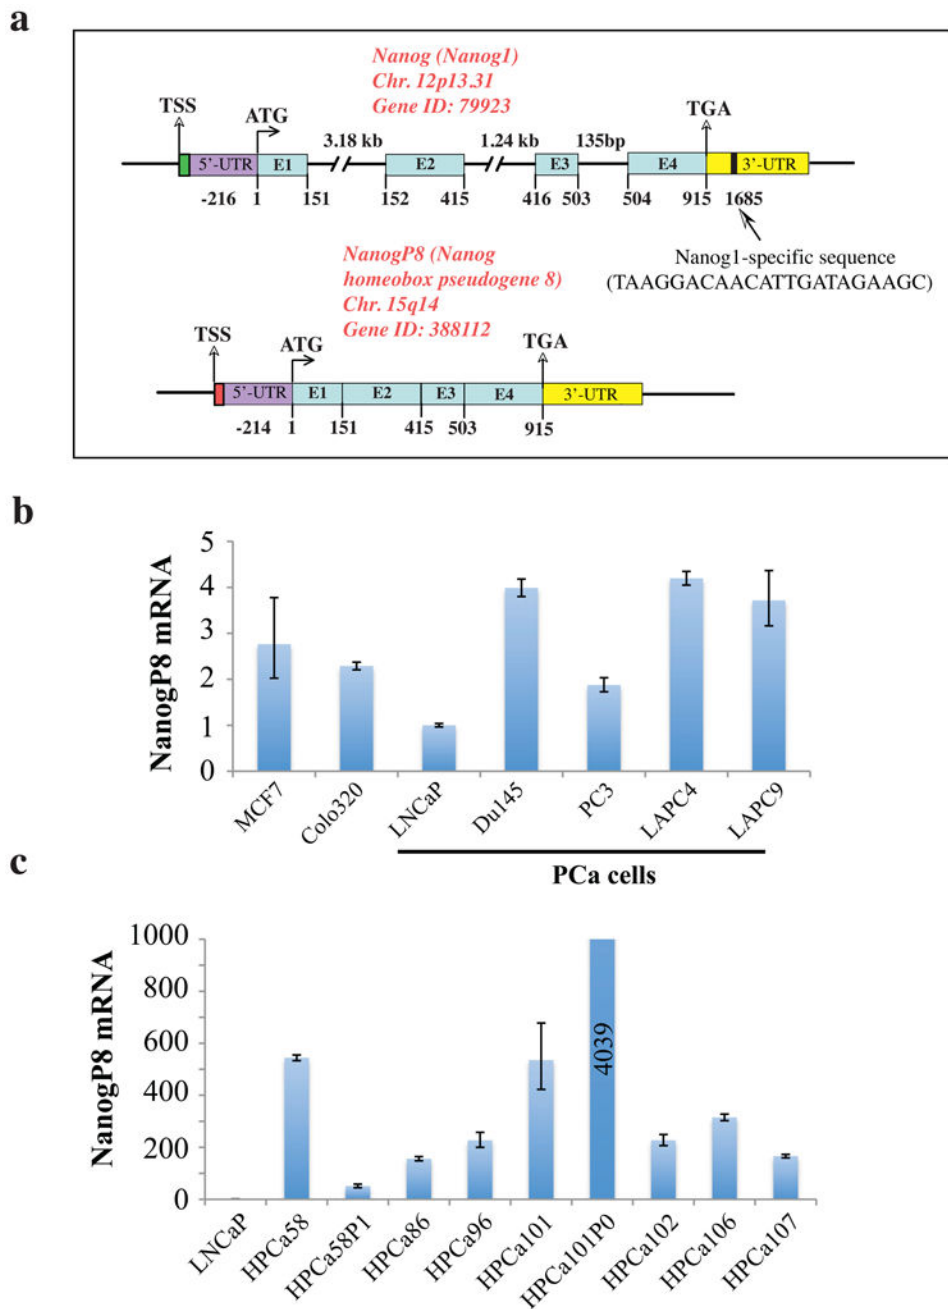 a
Nanog (Nanog1)
Chr. 12p13.31
Gene ID: 79923
TSS
ATG
3.18 kb
1.24 kb
135bp
TGA
5’-UTR
E1
E2
E3
E4
3’-UTR
-216
1
151
152
415
416
503
504
915
1685
Nanog1-specific sequence
(TAAGGACAACATTGATAGAAGC)
NanogP8 (Nanog
homeobox pseudogene 8)
Chr. 15q14
Gene ID: 388112
TSS
ATG
TGA
5’-UTR
E1
E2
E3
E4
3’-UTR
-214
1
151
415
503
915
b
NanogP8 mRNA
5
4
3
2
1
0
MCF7
Colo320
LNCaP
Du145
PC3
LAPC4
LAPC9
PCa cells
c
NanogP8 mRNA
1000
800
600
400
200
0
4039
LNCaP
HPCa58
HPCa58P1
HPCa86
HPCa96
HPCa101
HPCa101P0
HPCa102
HPCa106
HPCa107